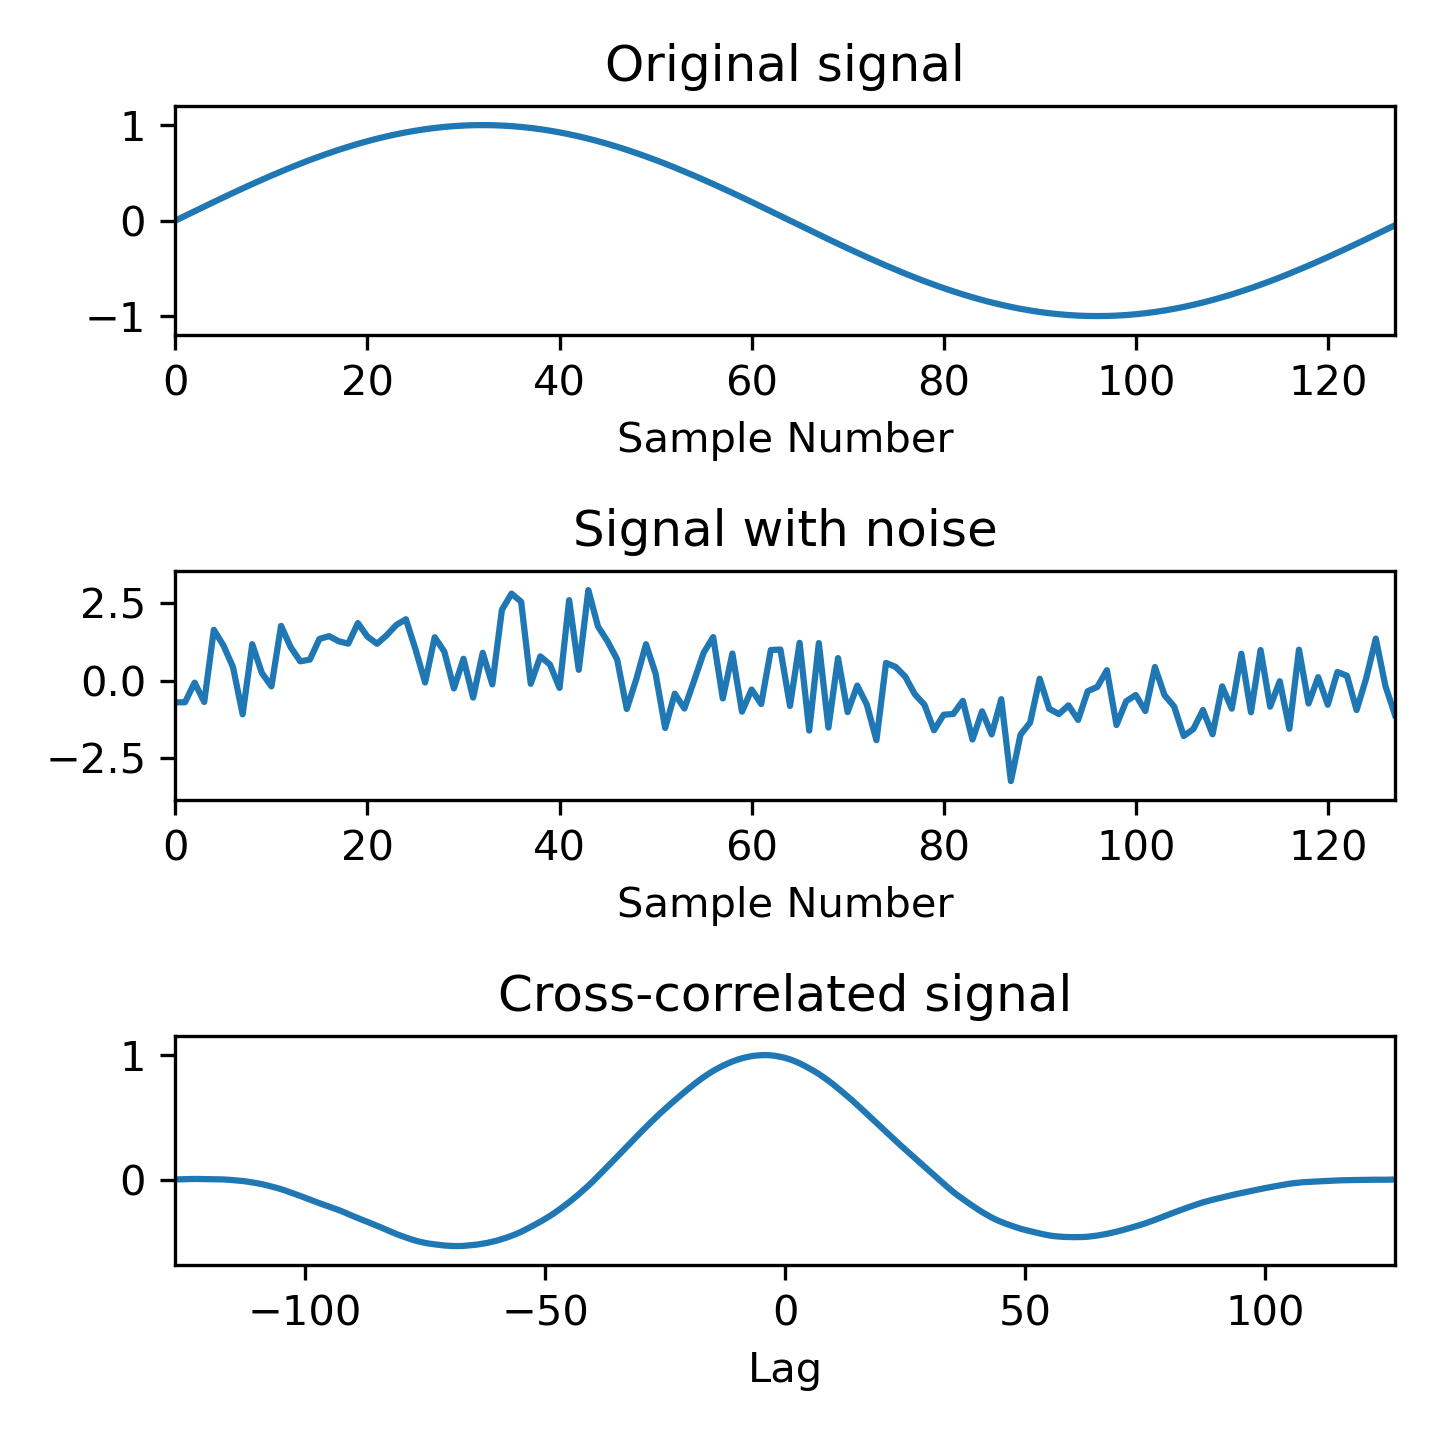 Original signal
1
0
−1
0 20 40 60 80 100 120
Sample Number
Signal with noise
2.5
0.0
−2.5
0 20 40 60 80 100 120
Sample Number
Cross-correlated signal
1
0
−100 −50 0 50 100
Lag